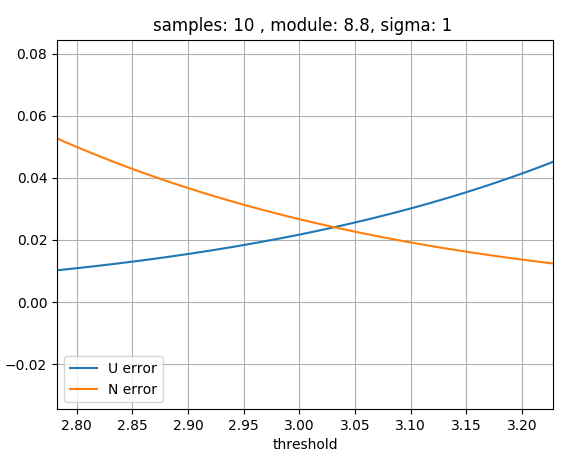 samples: 10 , module: 8.8, sigma: 1
0.08
0.06
0.04
0.02
0.00
−0.02
U error
N error
2.80 2.85 2.90 2.95 3.00 3.05 3.10 3.15 3.20
threshold